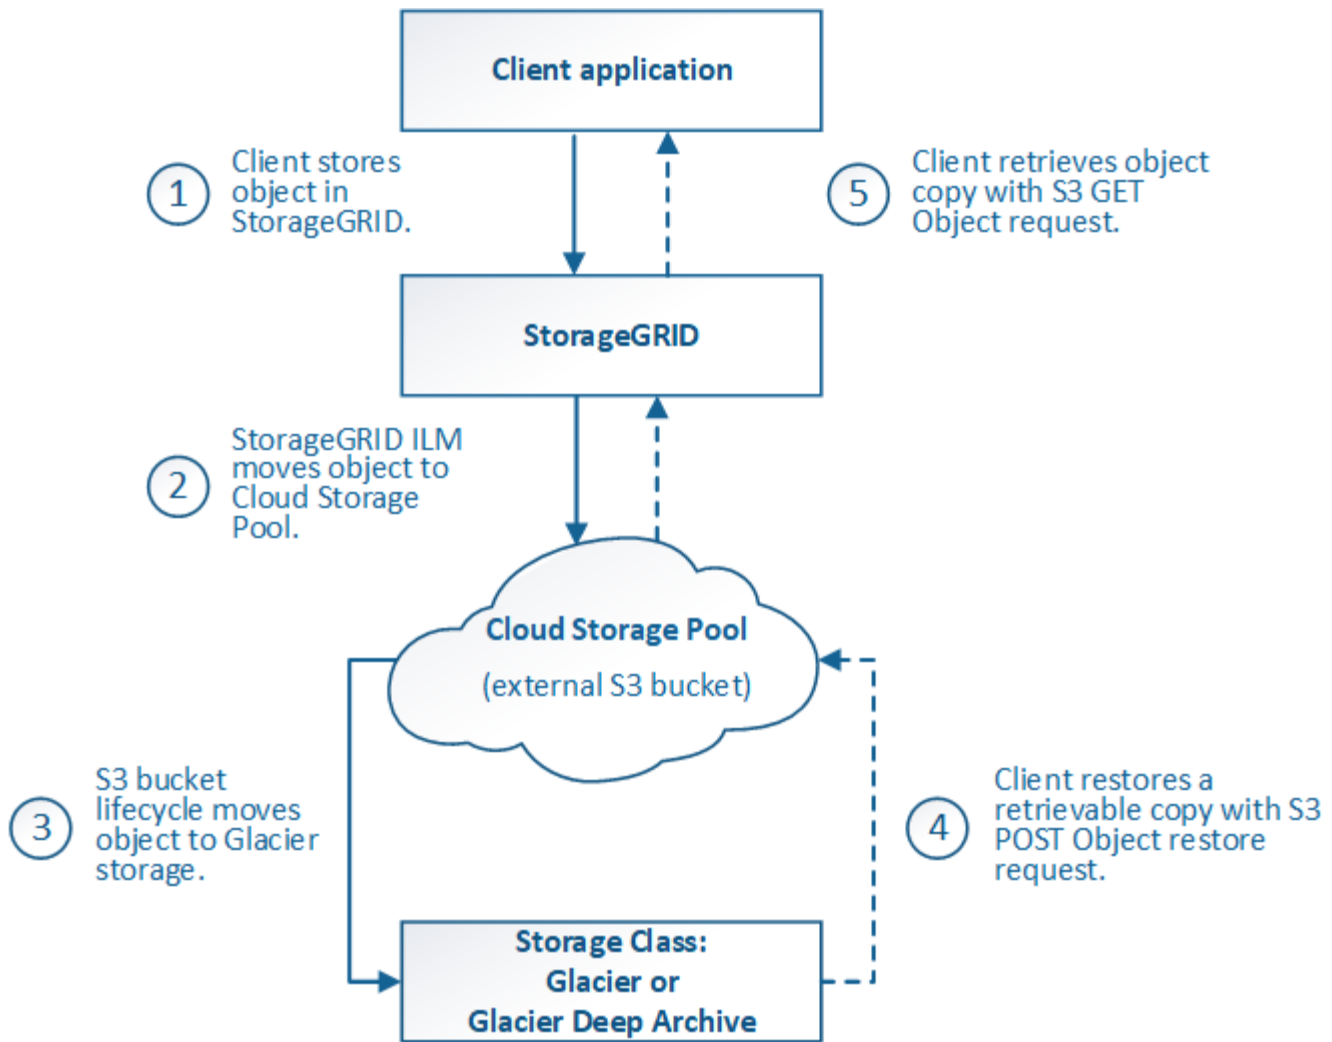 Client application
1
Client stores
object in
StorageGRID.
5
Client retrieves object
copy with S3 GET
Object request.
StorageGRID
2
StorageGRID ILM
moves object to
Cloud Storage
Pool.
Cloud Storage Pool
(external S3 bucket)
3
S3 bucket
lifecycle moves
object to Glacier
storage.
4
Client restores a
retrievable copy with S3
POST Object restore
request.
Storage Class:
Glacier or
Glacier Deep Archive